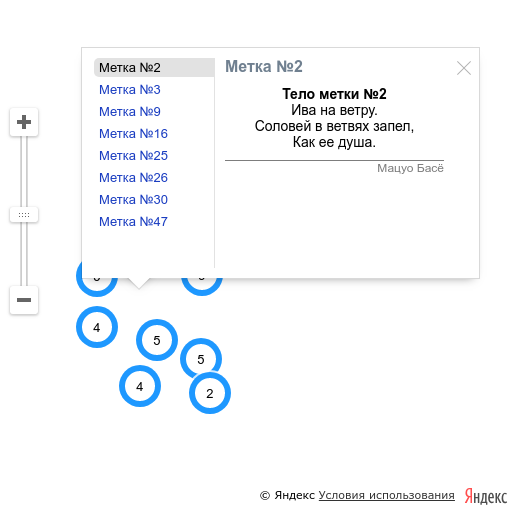 Метка №2
Метка №3
Метка №9
Метка №16
Метка №25
Метка №26
Метка №30
Метка №47
Метка №2
Тело метки №2
Ива на ветру.
Соловей в ветвях запел,
Как ее душа.
Мацуо Басё
4
5
5
4
2
© Яндекс Условия использования
Яндекс